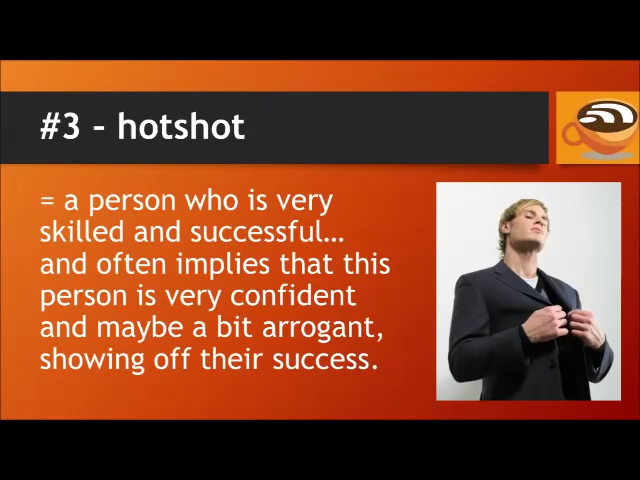 #3 – hotshot
= a person who is very
skilled and successful…
and often implies that this
person is very confident
and maybe a bit arrogant,
showing off their success.